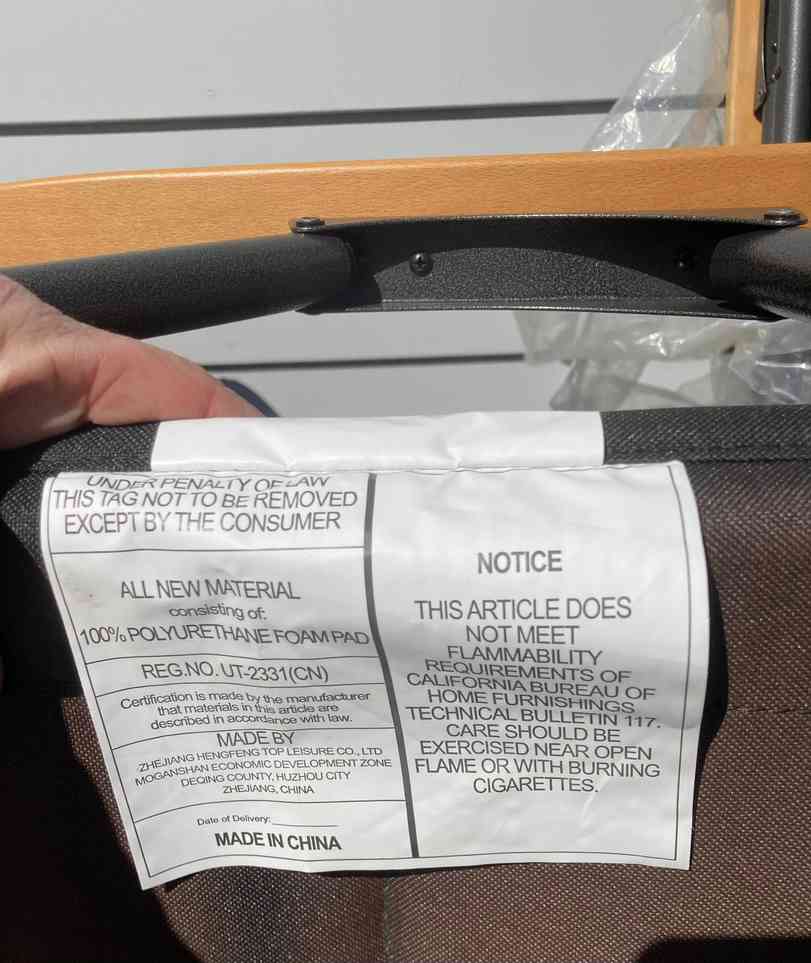 UNDER PENALTY OF LAW
THIS TAG NOT TO BE REMOVED
EXCEPT BY THE CONSUMER
ALL NEW MATERIAL
consisting of:
100% POLYURETHANE FOAM PAD
REG.NO. UT-2331(CN)
Certification is made by the manufacturer
that materials in this article are
described in accordance with law.
MADE BY
ZHEJIANG HENGFENG TOP LEISURE CO., LTD
MOGANSHAN ECONOMIC DEVELOPMENT ZONE
DEQING COUNTY, HUZHOU CITY
ZHEJIANG, CHINA
Date of Delivery:____________
MADE IN CHINA
NOTICE
THIS ARTICLE DOES
NOT MEET
FLAMMABILITY
REQUIREMENTS OF
CALIFORNIA BUREAU OF
HOME FURNISHINGS
TECHNICAL BULLETIN 117.
CARE SHOULD BE
EXERCISED NEAR OPEN
FLAME OR WITH BURNING
CIGARETTES.